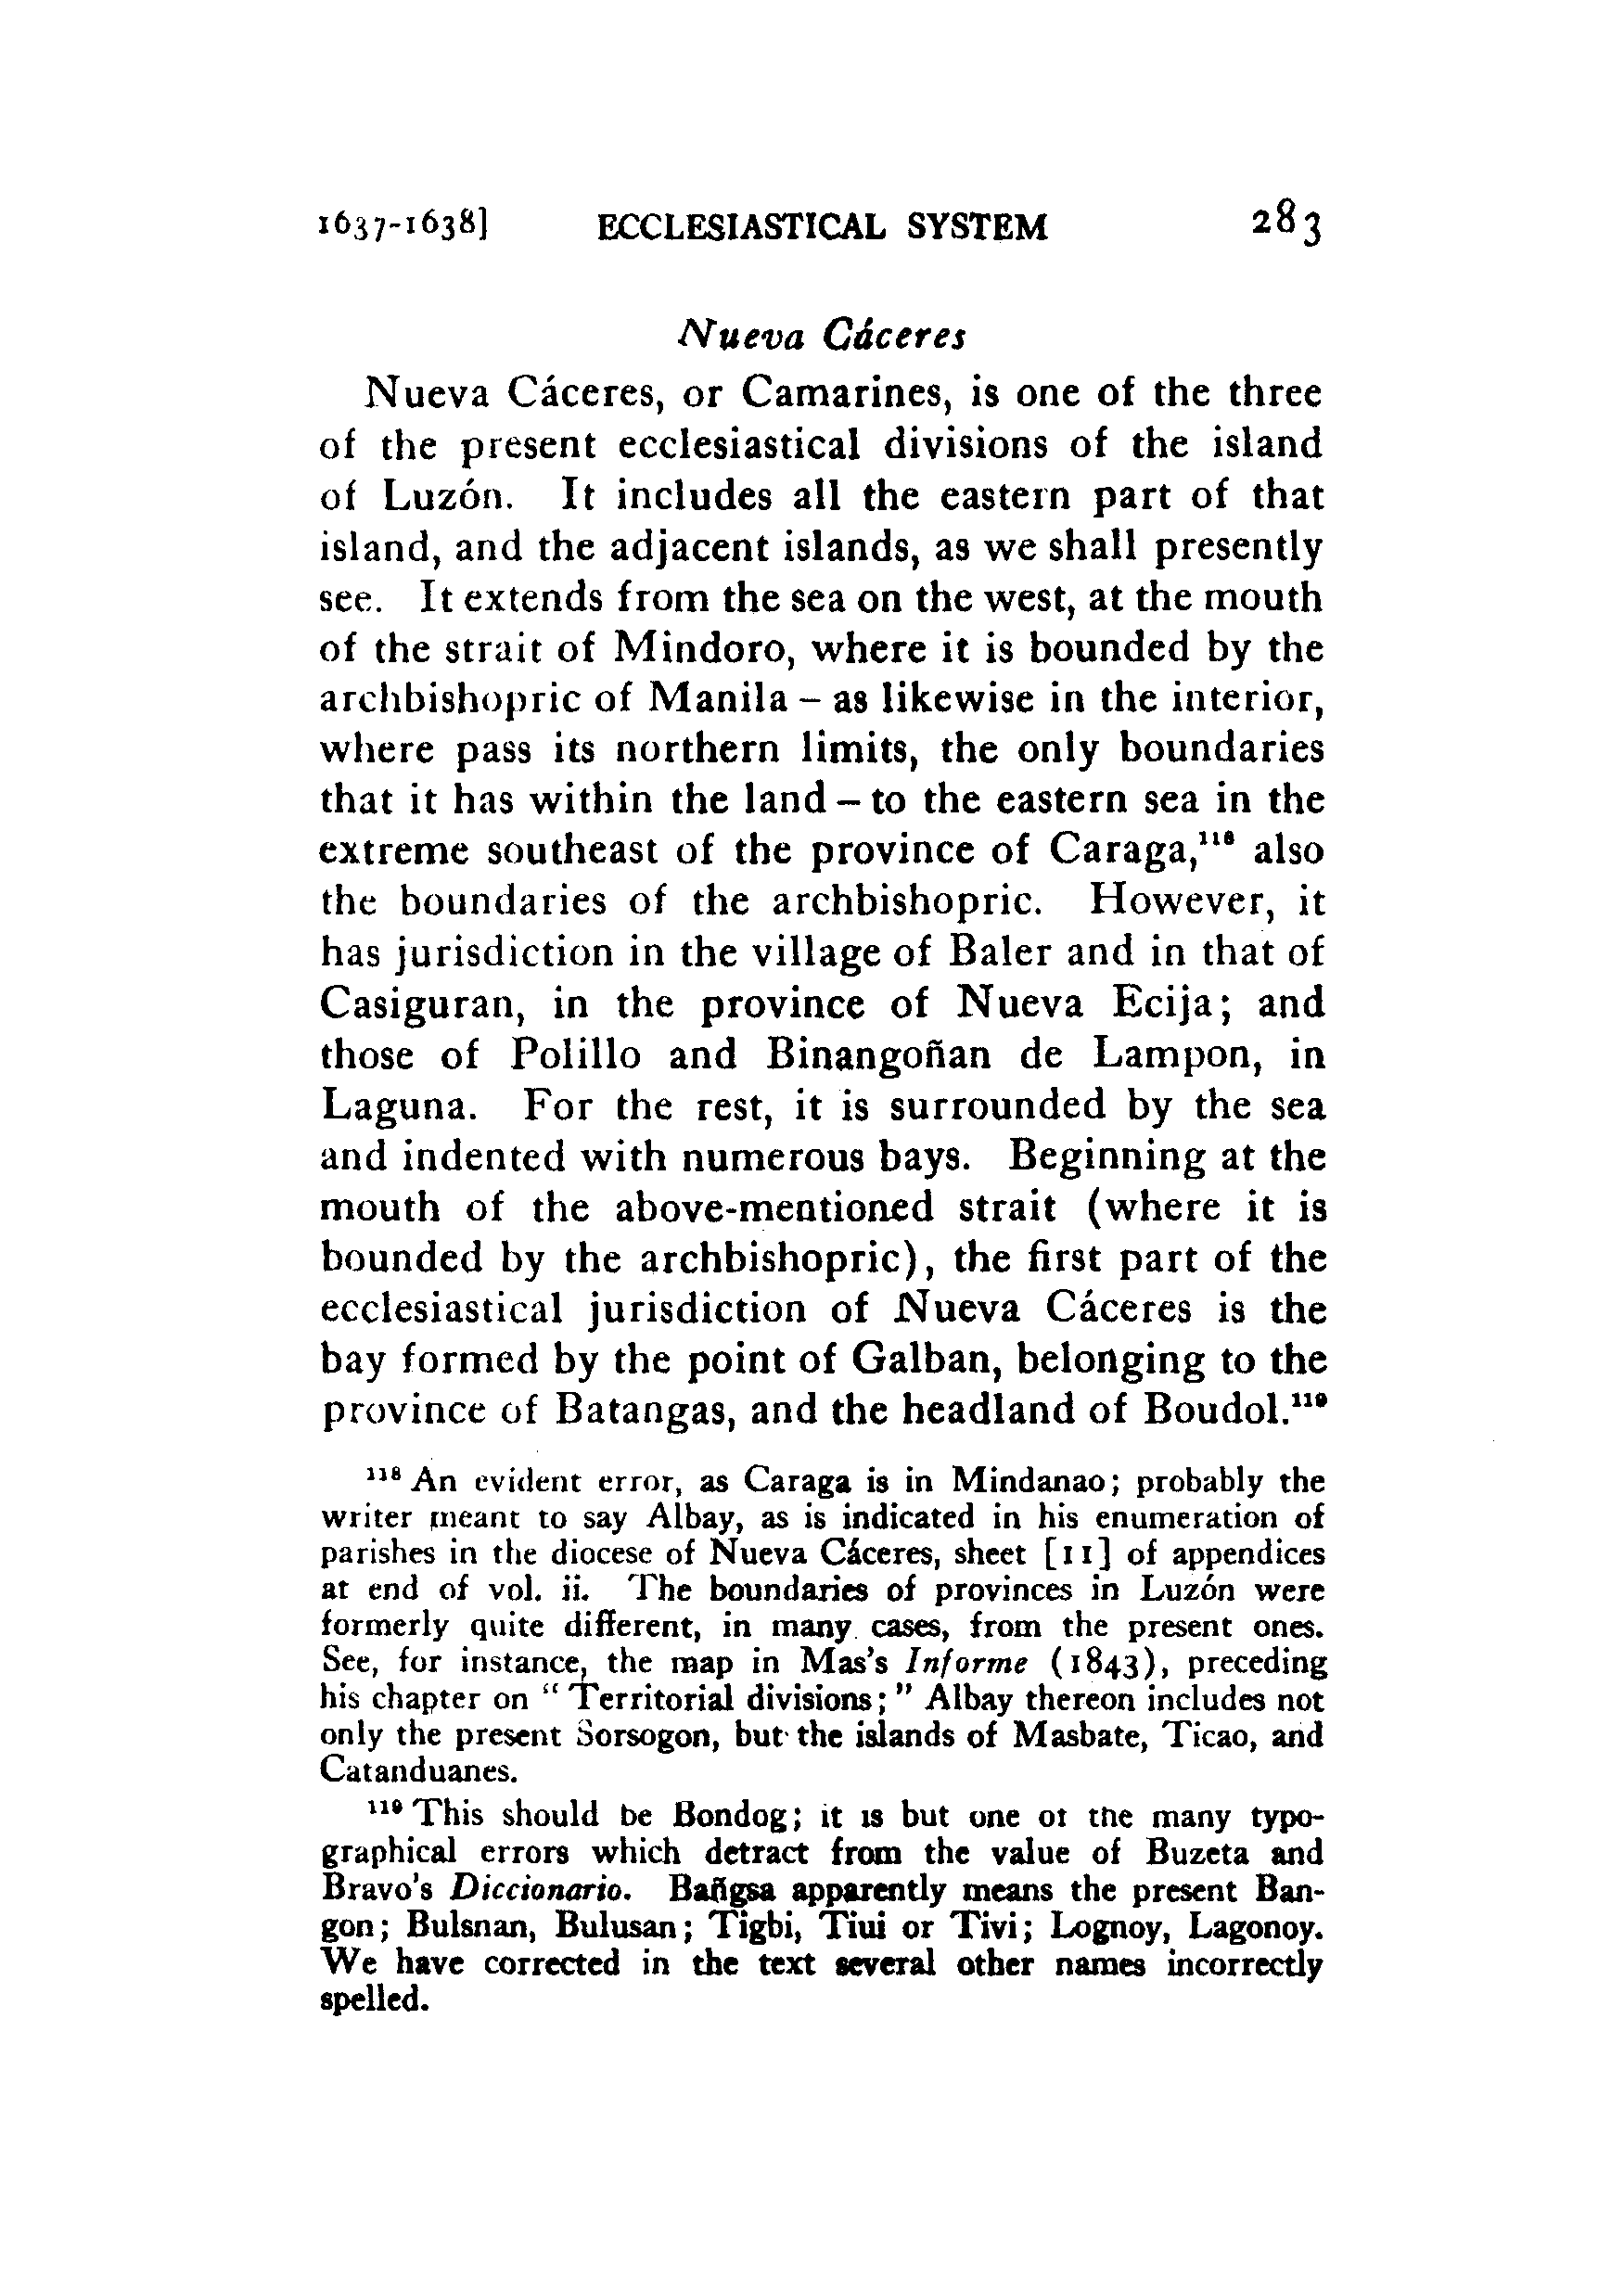 1637-1638] ECCLESIASTICAL SYSTEM 283
Nueva Cáceres
Nueva Cáceres, or Camarines, is one of the three
of the present ecclesiastical divisions of the island
of Luzón. It includes all the eastern part of that
island, and the adjacent islands, as we shall presently
see. It extends from the sea on the west, at the mouth
of the strait of Mindoro, where it is bounded by the
archbishopric of Manila – as likewise in the interior,
where pass its northern limits, the only boundaries
that it has within the land – to the eastern sea in the
extreme southeast of the province of Caraga,¹¹⁸ also
the boundaries of the archbishopric. However, it
has jurisdiction in the village of Baler and in that of
Casiguran, in the province of Nueva Ecija; and
those of Polillo and Binangoñan de Lampon, in
Laguna. For the rest, it is surrounded by the sea
and indented with numerous bays. Beginning at the
mouth of the above-mentioned strait (where it is
bounded by the archbishopric), the first part of the
ecclesiastical jurisdiction of Nueva Cáceres is the
bay formed by the point of Galban, belonging to the
province of Batangas, and the headland of Boudol.¹¹⁹
¹¹⁸ An evident error, as Caraga is in Mindanao; probably the
writer meant to say Albay, as is indicated in his enumeration of
parishes in the diocese of Nueva Cáceres, sheet [11] of appendices
at end of vol. ii. The boundaries of provinces in Luzón were
formerly quite different, in many cases, from the present ones.
See, for instance, the map in Mas's Informe (1843), preceding
his chapter on "Territorial divisions;" Albay thereon includes not
only the present Sorsogon, but the islands of Masbate, Ticao, and
Catanduanes.
¹¹⁹ This should be Bondog; it is but one of the many typo-
graphical errors which detract from the value of Buzeta and
Bravo's Diccionario. Bañgsa apparently means the present Ban-
gon; Bulsnan, Bulusan; Tigbi, Tiui or Tivi; Lognoy, Lagonoy.
We have corrected in the text several other names incorrectly
spelled.